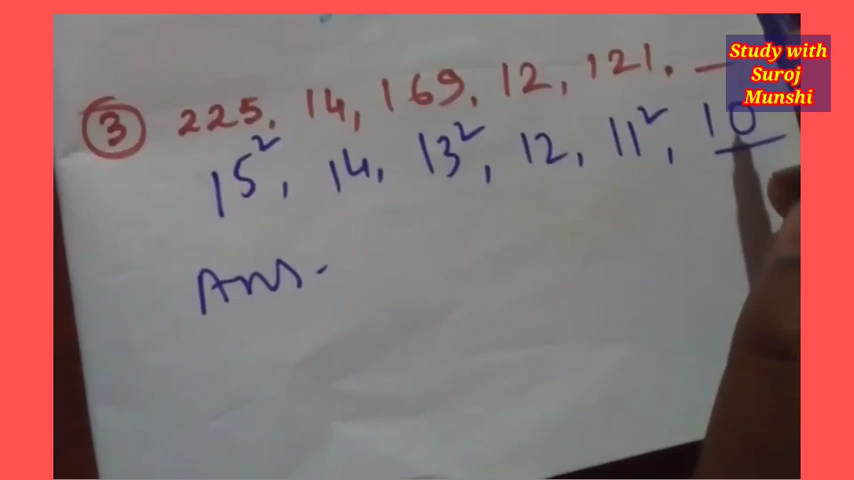 Study with
Suroj
Munshi
③ 225, 14, 169, 12, 121, _
15², 14, 13², 12, 11², 10
Ans.